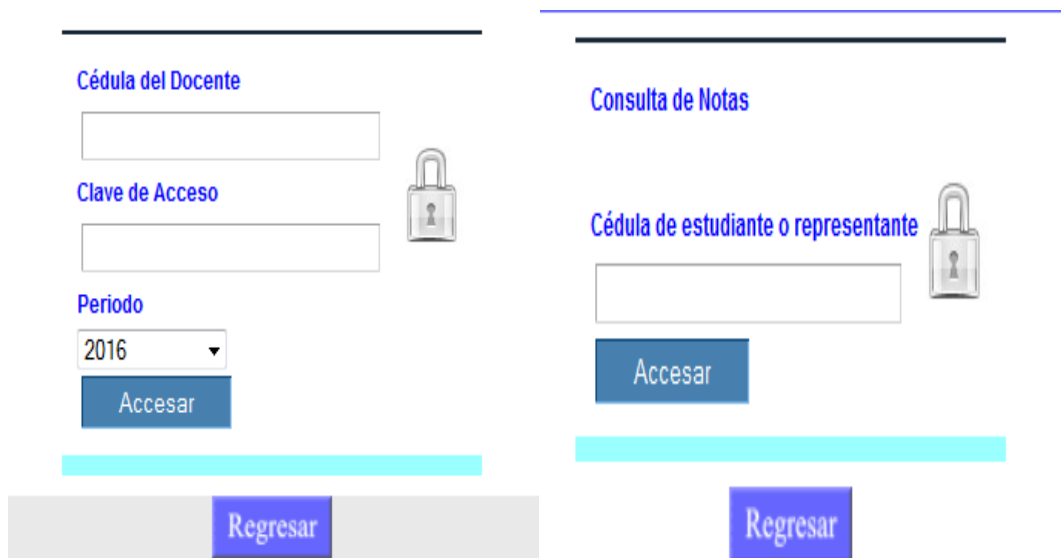 Cédula del Docente
Clave de Acceso
Periodo
2016
Accesar
Regresar
Consulta de Notas
Cédula de estudiante o representante
Accesar
Regresar